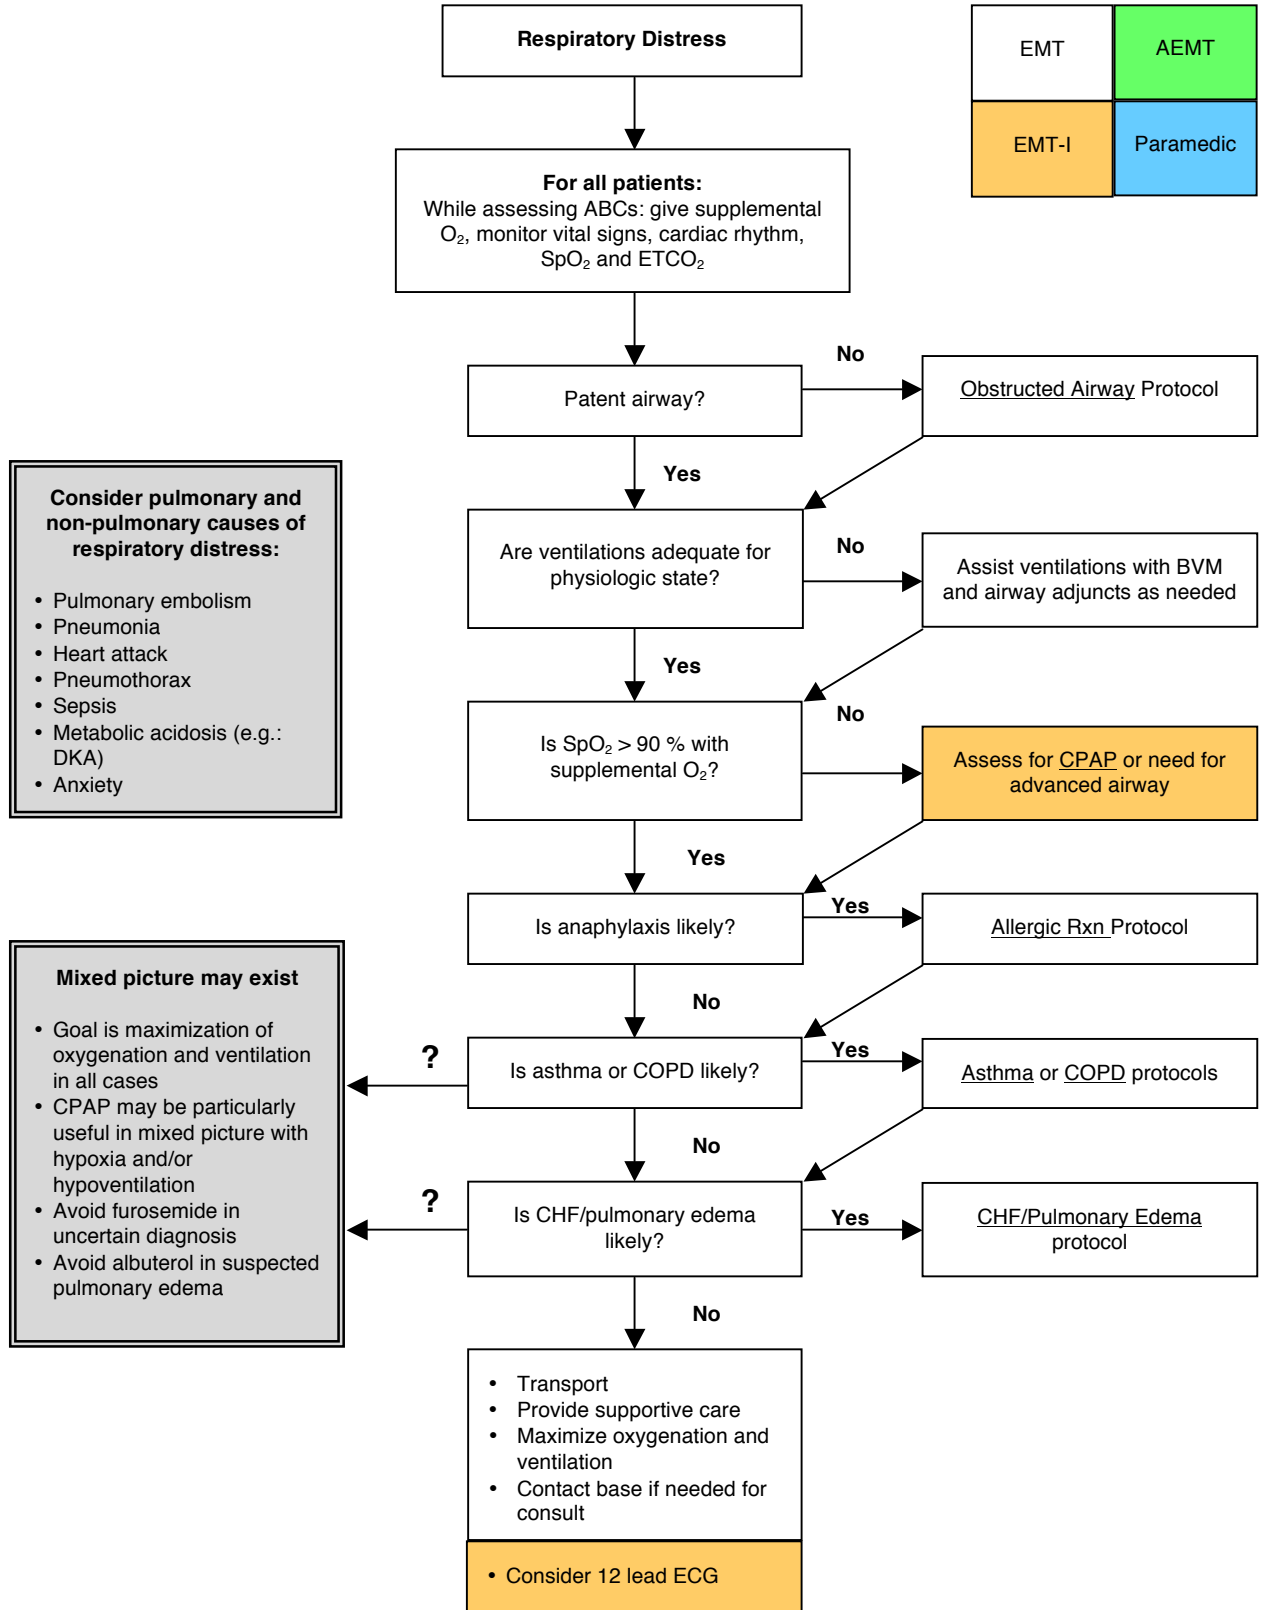 Respiratory Distress
EMT
AEMT
EMT-I
Paramedic
For all patients:
While assessing ABCs: give supplemental
O₂, monitor vital signs, cardiac rhythm,
SpO₂ and ETCO₂
Patent airway?
No
Obstructed Airway Protocol
Yes
Consider pulmonary and
non-pulmonary causes of
respiratory distress:
• Pulmonary embolism
• Pneumonia
• Heart attack
• Pneumothorax
• Sepsis
• Metabolic acidosis (e.g.:
DKA)
• Anxiety
Are ventilations adequate for
physiologic state?
No
Assist ventilations with BVM
and airway adjuncts as needed
Yes
Is SpO₂ > 90 % with
supplemental O₂?
No
Assess for CPAP or need for
advanced airway
Yes
Is anaphylaxis likely?
Yes
Allergic Rxn Protocol
No
Mixed picture may exist
• Goal is maximization of
oxygenation and ventilation
in all cases
• CPAP may be particularly
useful in mixed picture with
hypoxia and/or
hypoventilation
• Avoid furosemide in
uncertain diagnosis
• Avoid albuterol in suspected
pulmonary edema
?
Is asthma or COPD likely?
Yes
Asthma or COPD protocols
No
?
Is CHF/pulmonary edema
likely?
Yes
CHF/Pulmonary Edema
protocol
No
• Transport
• Provide supportive care
• Maximize oxygenation and
ventilation
• Contact base if needed for
consult
• Consider 12 lead ECG